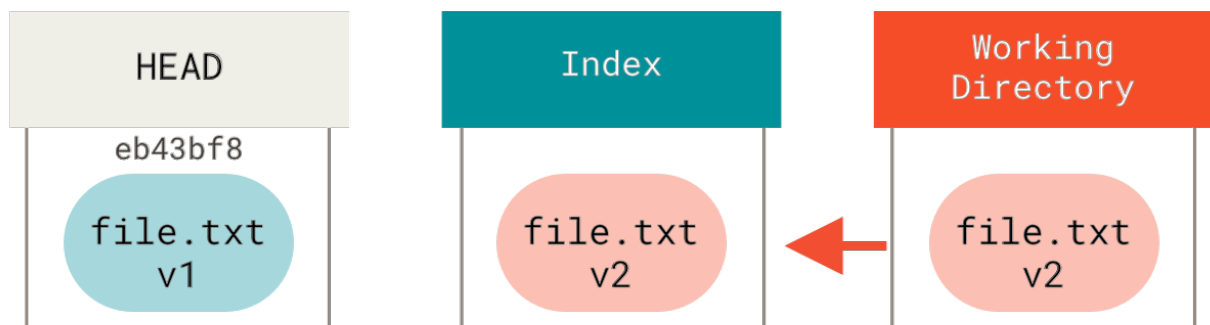 HEAD
Index
Working
Directory
eb43bf8
file.txt
v1
file.txt
v2
file.txt
v2